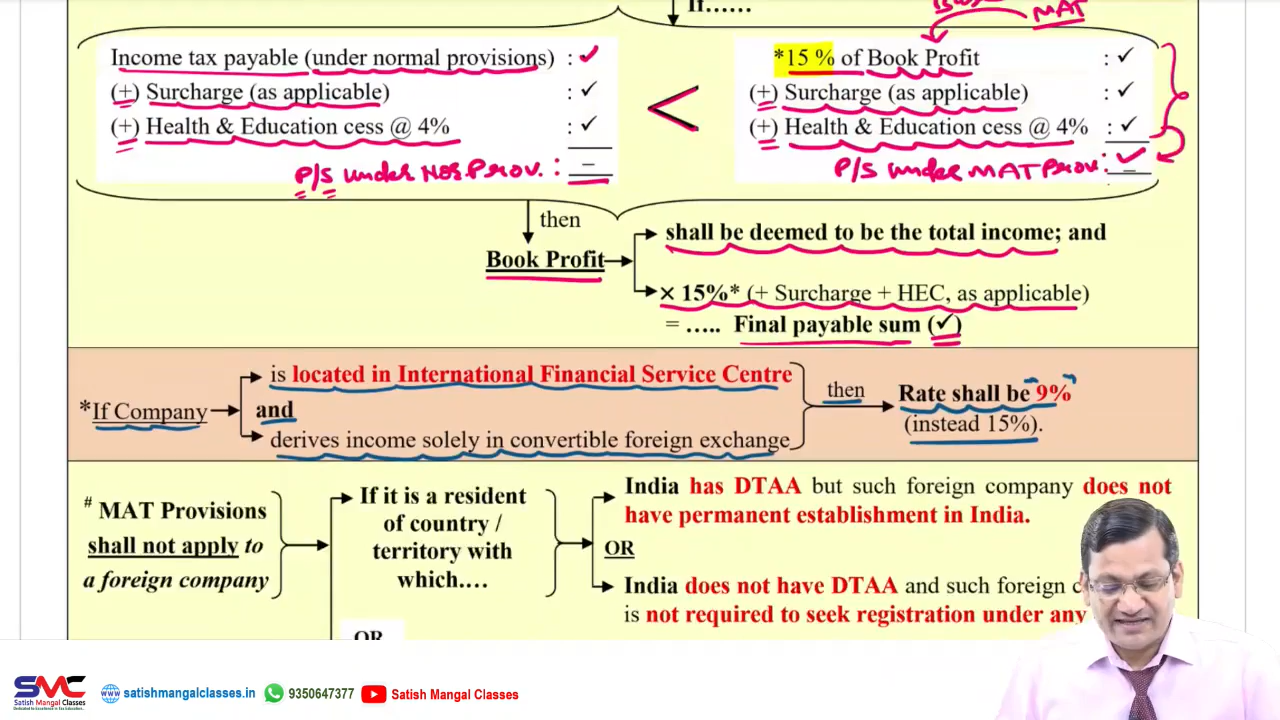 If......
MAT
Income tax payable (under normal provisions) : ✓
(+) Surcharge (as applicable) : ✓
(+) Health & Education cess @ 4% : ✓
P/S under Nor Prov. : –
<
*15 % of Book Profit : ✓
(+) Surcharge (as applicable) : ✓
(+) Health & Education cess @ 4% : ✓
P/S under MAT Prov : ✓
–
then
Book Profit
shall be deemed to be the total income; and
× 15%* (+ Surcharge + HEC, as applicable)
= ….. Final payable sum (✓)
*If Company
is located in International Financial Service Centre
and
derives income solely in convertible foreign exchange
then
Rate shall be 9%
(instead 15%).
# MAT Provisions
shall not apply to
a foreign company
If it is a resident
of country /
territory with
which….
India has DTAA but such foreign company does not
have permanent establishment in India.
OR
India does not have DTAA and such foreign
is not required to seek registration under any
OR
SMC
Satish Mangal Classes
satishmangalclasses.in
9350647377
Satish Mangal Classes